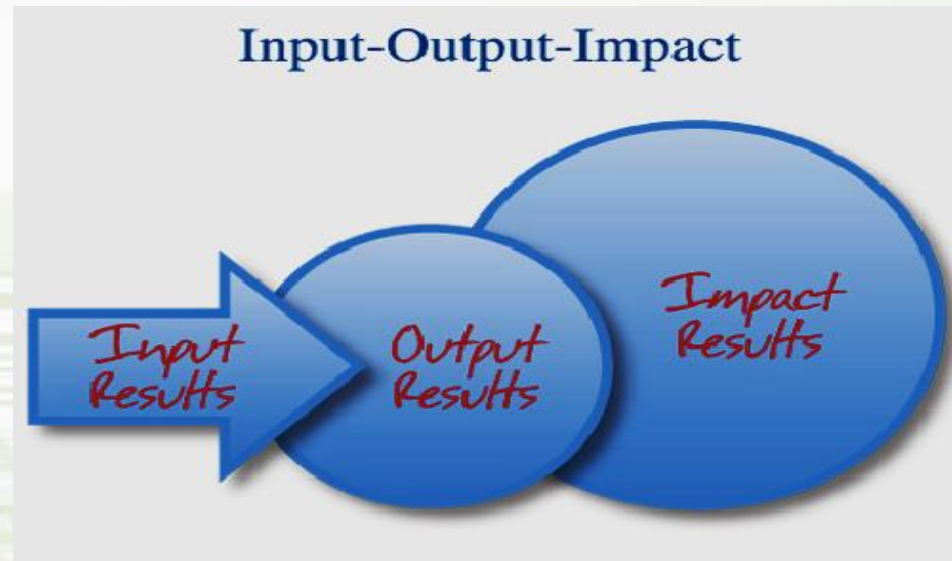 Input-Output-Impact
Input
Results
Output
Results
Impact
Results